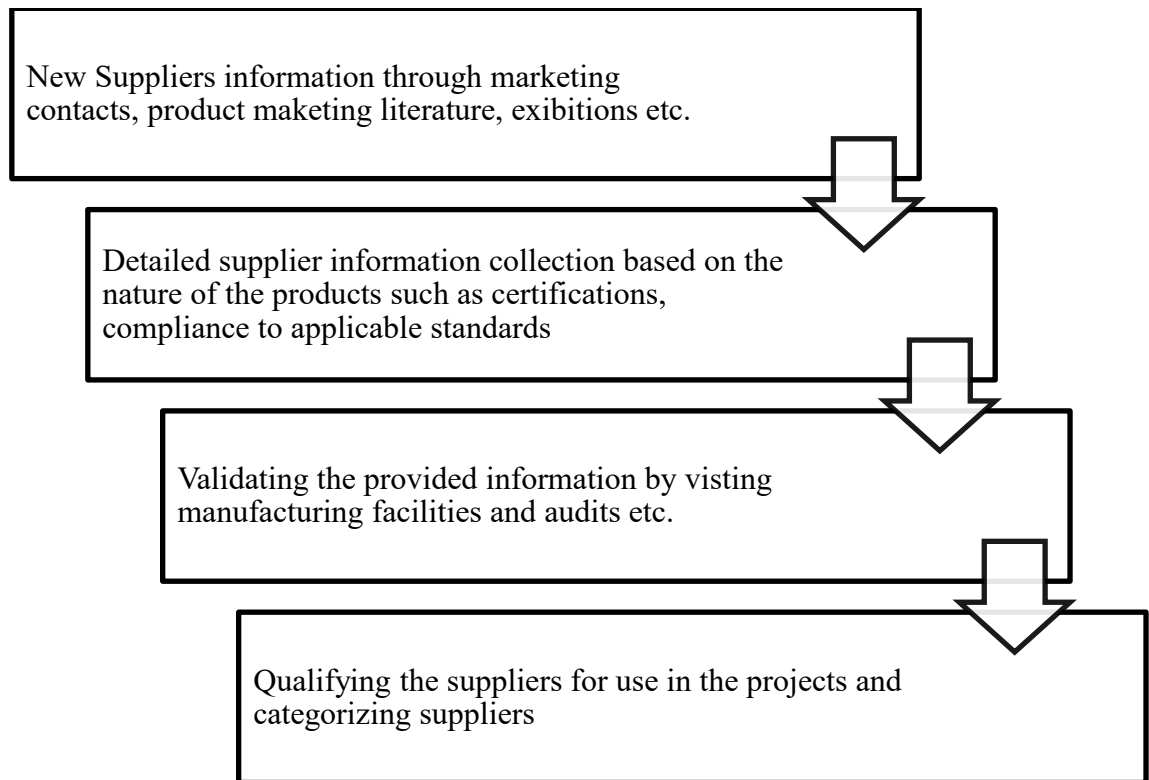 New Suppliers information through marketing
contacts, product maketing literature, exibitions etc.
Detailed supplier information collection based on the
nature of the products such as certifications,
compliance to applicable standards
Validating the provided information by visting
manufacturing facilities and audits etc.
Qualifying the suppliers for use in the projects and
categorizing suppliers